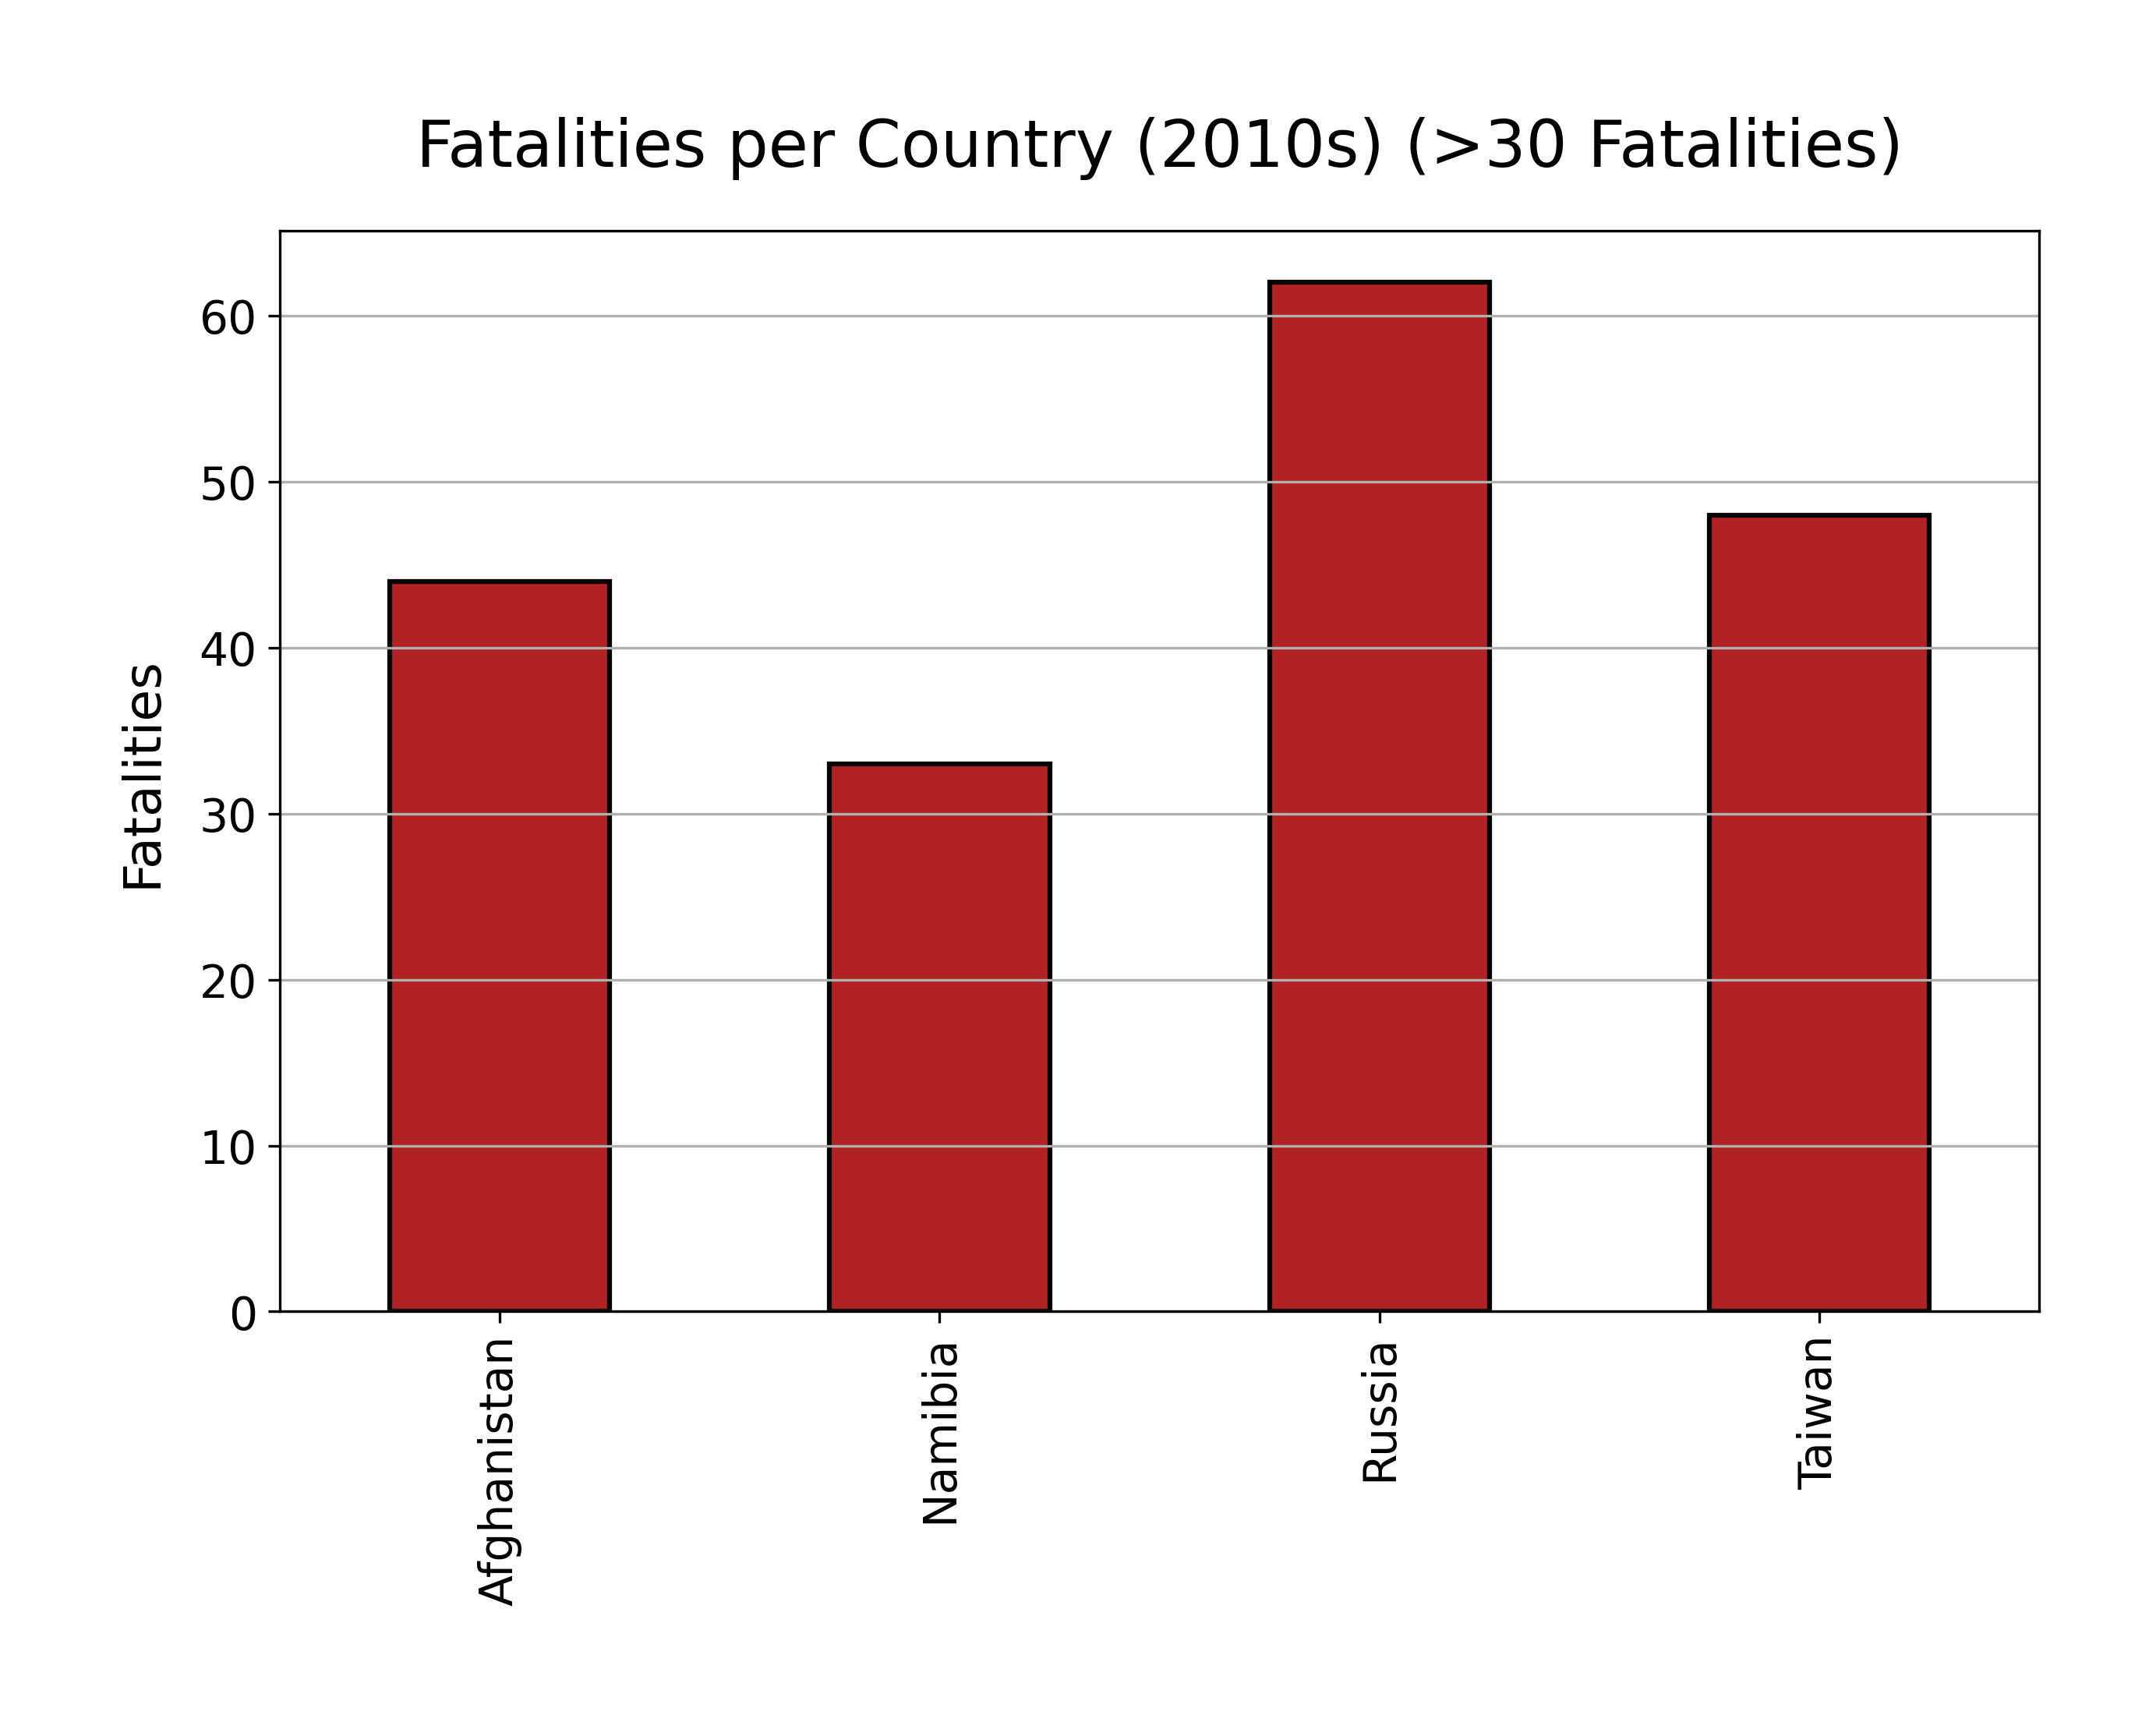 Fatalities per Country (2010s) (>30 Fatalities)
Fatalities
60
50
40
30
20
10
0
Afghanistan
Namibia
Russia
Taiwan